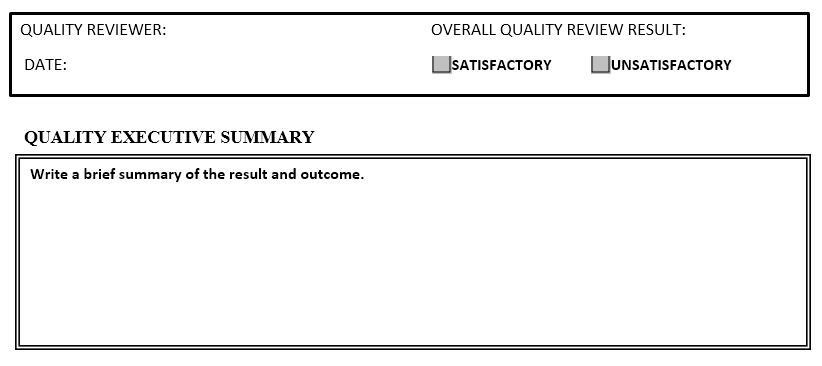 QUALITY REVIEWER: OVERALL QUALITY REVIEW RESULT:
DATE: SATISFACTORY UNSATISFACTORY
QUALITY EXECUTIVE SUMMARY
Write a brief summary of the result and outcome.